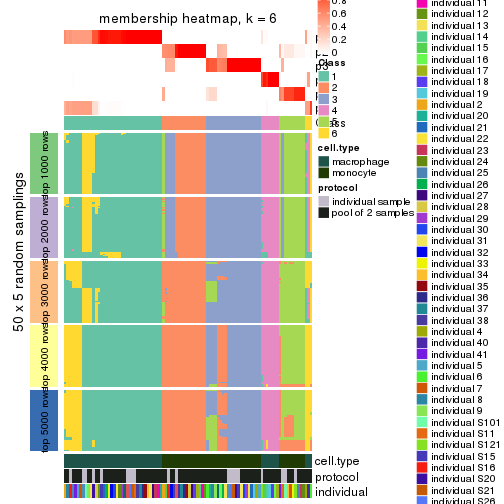 membership heatmap, k = 6
0.8
0.6
0.4
0.2
0
Class
1
2
3
4
6
cell.type
macrophage
monocyte
protocol
individual sample
pool of 2 samples
50 x 5 random samplings
top 1000 rows
top 2000 rows
top 3000 rows
top 4000 rows
top 5000 rows
cell.type
protocol
individual
individual 11
individual 12
individual 13
individual 14
individual 15
individual 16
individual 17
individual 18
individual 19
individual 2
individual 20
individual 21
individual 22
individual 23
individual 24
individual 25
individual 26
individual 27
individual 28
individual 29
individual 30
individual 31
individual 32
individual 33
individual 34
individual 35
individual 36
individual 37
individual 38
individual 4
individual 40
individual 41
individual 5
individual 6
individual 7
individual 8
individual 9
individual S101
individual S11
individual S121
individual S15
individual S16
individual S20
individual S21
individual S26